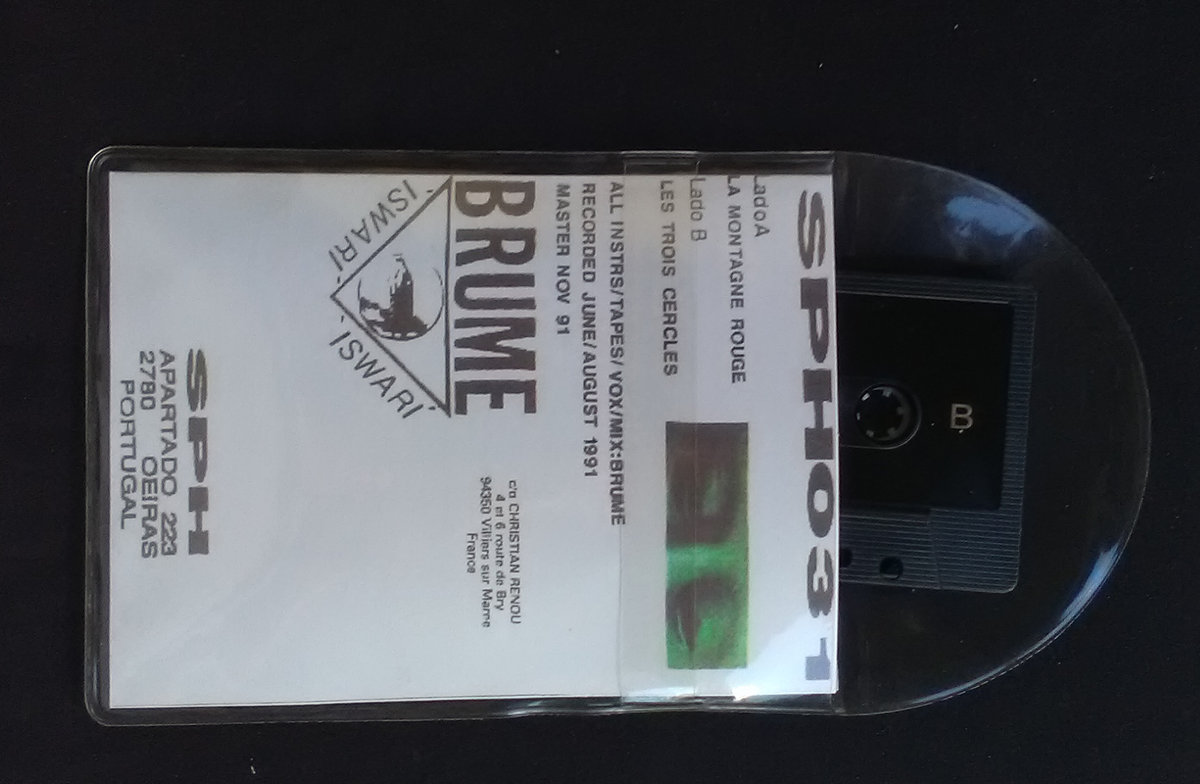 SPH031
Lado A
LA MONTAGNE ROUGE
Lado B
LES TROIS CERCLES
ALL INSTRS/TAPES/VOX/MIX:BRUME
RECORDED JUNE/AUGUST 1991
MASTER NOV 91
BRUME
ISWARI
ISWARI
c/o CHRISTIAN RENOU
4 et 6 route de Bry
94350 Villiers sur Marne
France
SPH
APARTADO 223
2780 OEIRAS
PORTUGAL
B